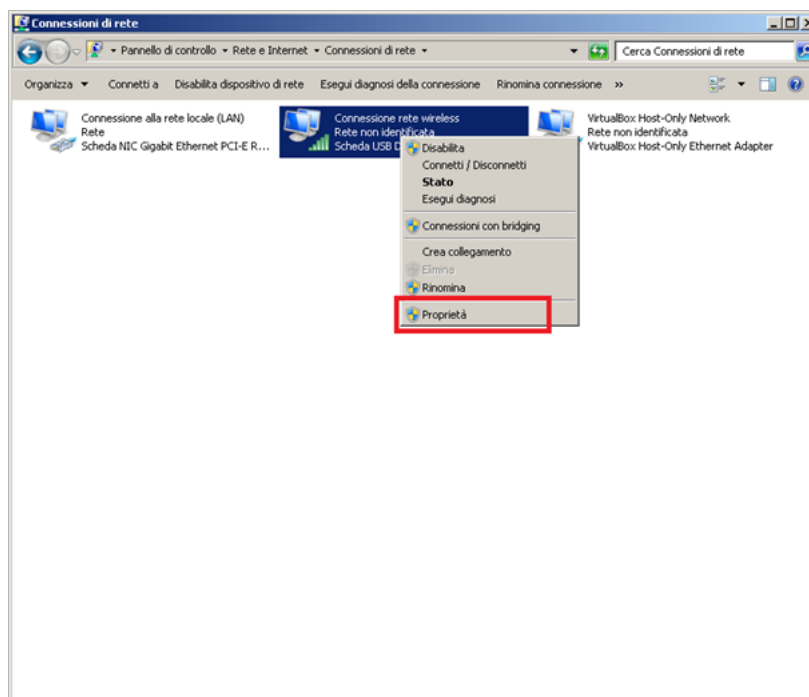 Connessioni di rete
Pannello di controllo Rete e Internet Connessioni di rete
Cerca Connessioni di rete
Organizza Connetti a Disabilita dispositivo di rete Esegui diagnosi della connessione Rinomina connessione »
Connessione alla rete locale (LAN)
Rete
Scheda NIC Gigabit Ethernet PCI-E R...
Connessione rete wireless
Rete non identificata
Scheda USB
VirtualBox Host-Only Network
Rete non identificata
VirtualBox Host-Only Ethernet Adapter
Disabilita
Connetti / Disconnetti
Stato
Esegui diagnosi
Connessioni con bridging
Crea collegamento
Elimina
Rinomina
Proprietà